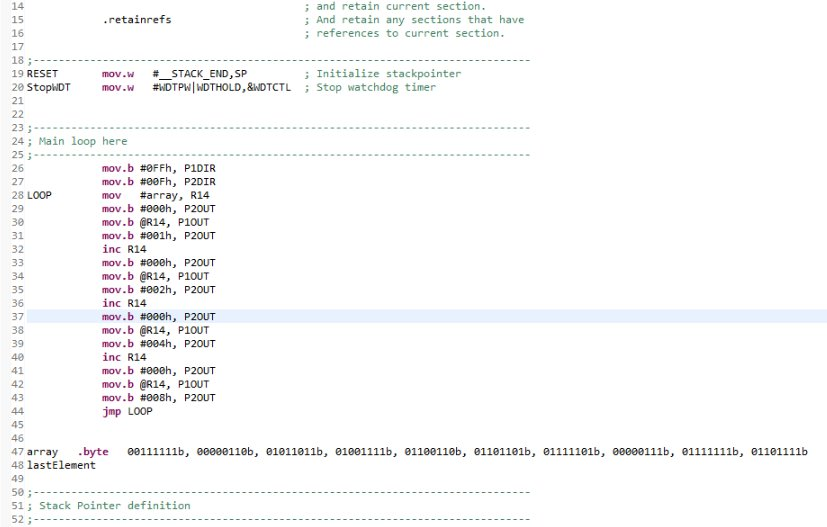 14 ; and retain current section.
15 .retainrefs ; And retain any sections that have
16 ; references to current section.
17
18 ;-------------------------------------------------------------------------------
19 RESET mov.w #__STACK_END,SP ; Initialize stackpointer
20 StopWDT mov.w #WDTPW|WDTHOLD,&WDTCTL ; Stop watchdog timer
21
22
23 ;-------------------------------------------------------------------------------
24 ; Main loop here
25 ;-------------------------------------------------------------------------------
26 mov.b #0FFh, P1DIR
27 mov.b #00Fh, P2DIR
28 LOOP mov #array, R14
29 mov.b #000h, P2OUT
30 mov.b @R14, P1OUT
31 mov.b #001h, P2OUT
32 inc R14
33 mov.b #000h, P2OUT
34 mov.b @R14, P1OUT
35 mov.b #002h, P2OUT
36 inc R14
37 mov.b #000h, P2OUT
38 mov.b @R14, P1OUT
39 mov.b #004h, P2OUT
40 inc R14
41 mov.b #000h, P2OUT
42 mov.b @R14, P1OUT
43 mov.b #008h, P2OUT
44 jmp LOOP
45
46
47 array .byte 00111111b, 00000110b, 01011011b, 01001111b, 01100110b, 01101101b, 01111101b, 00000111b, 01111111b, 01101111b
48 lastElement
49
50 ;-------------------------------------------------------------------------------
51 ; Stack Pointer definition
52 ;-------------------------------------------------------------------------------